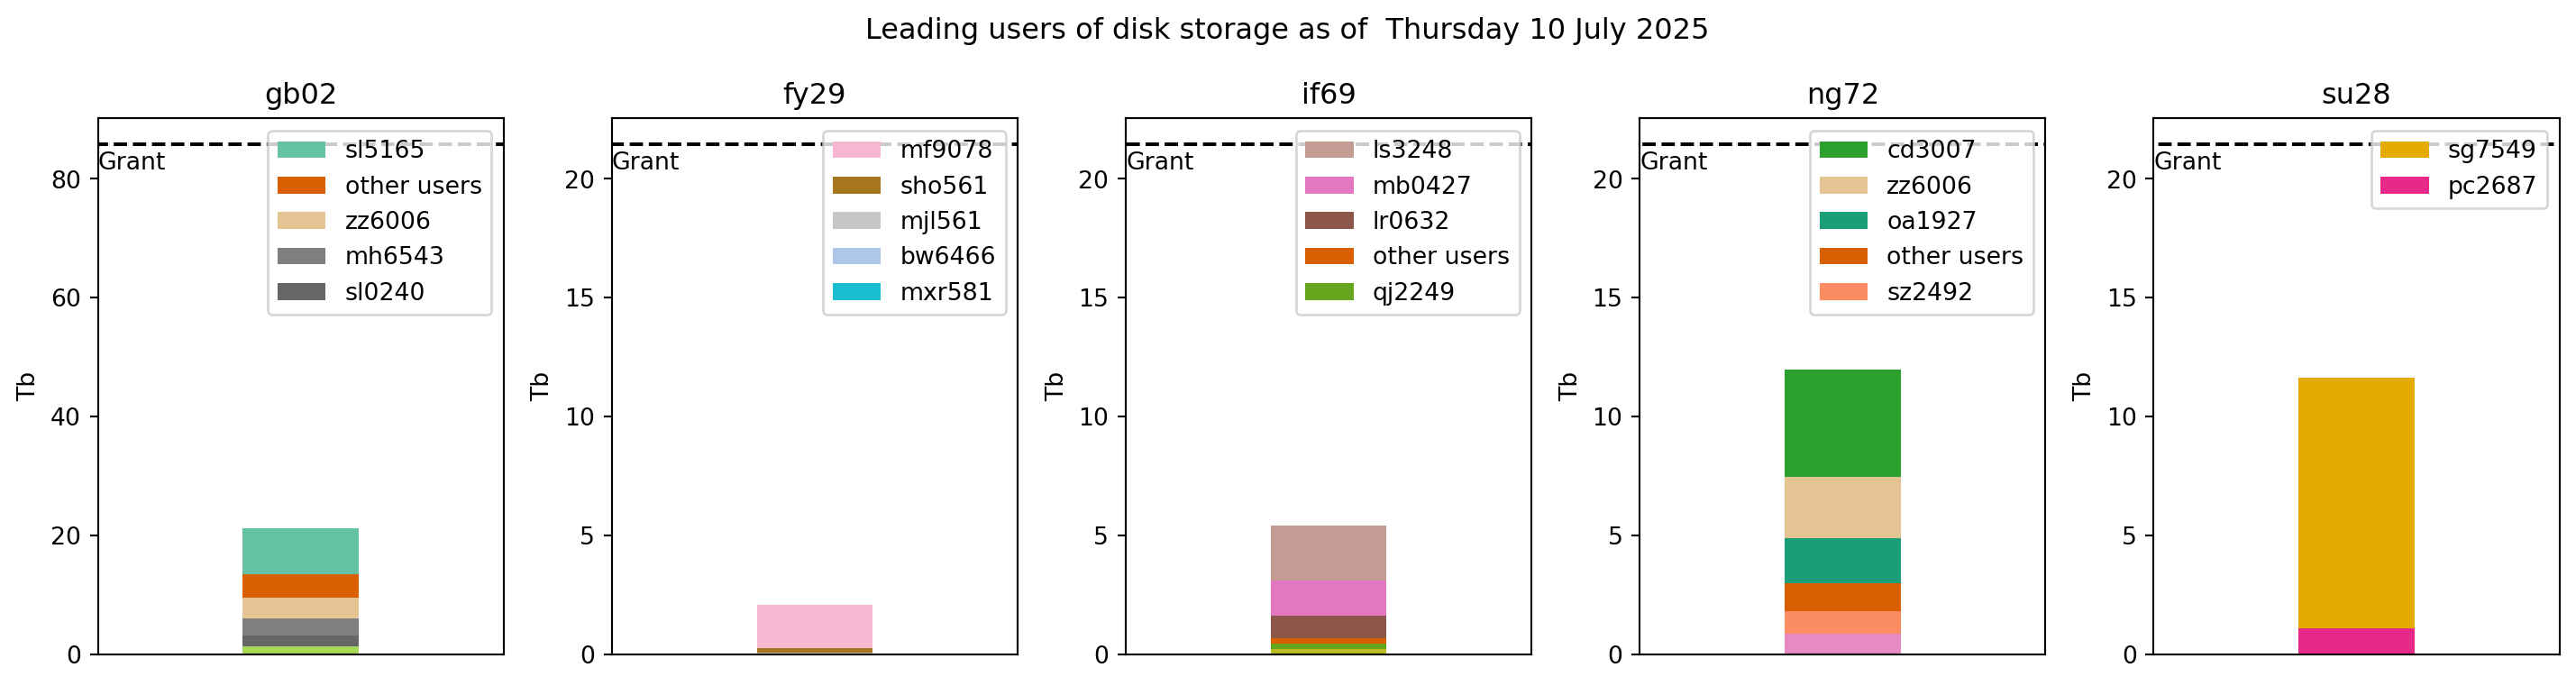 Leading users of disk storage as of  Thursday 10 July 2025
gb02
Grant
80
60
40
20
0
Tb
sl5165
other users
zz6006
mh6543
sl0240
fy29
Grant
20
15
10
5
0
Tb
mf9078
sho561
mjl561
bw6466
mxr581
if69
Grant
20
15
10
5
0
Tb
ls3248
mb0427
lr0632
other users
qj2249
ng72
Grant
20
15
10
5
0
Tb
cd3007
zz6006
oa1927
other users
sz2492
su28
Grant
20
15
10
5
0
Tb
sg7549
pc2687